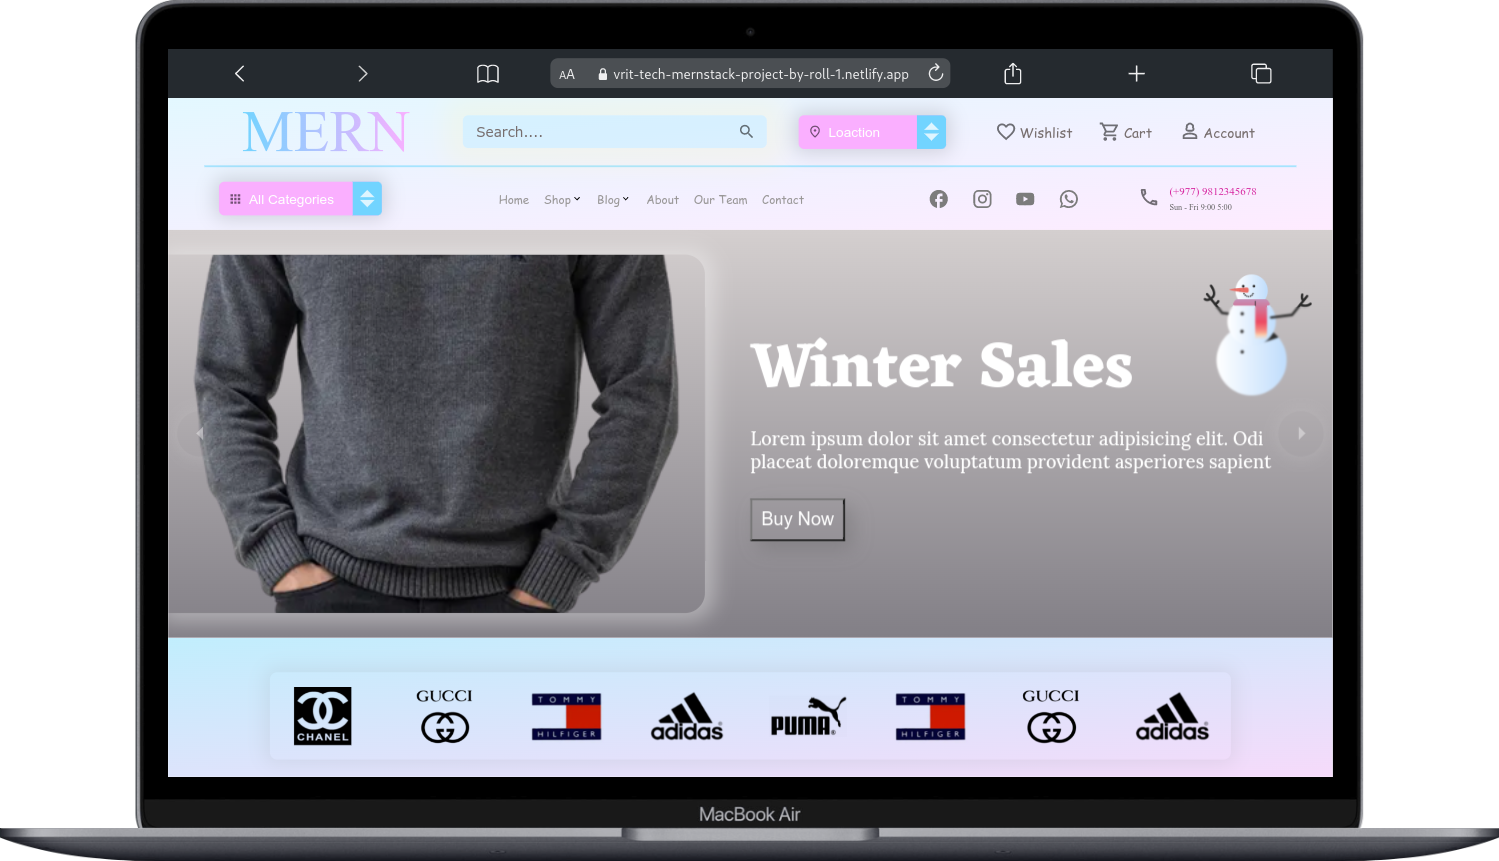 AA vrit-tech-mernstack-project-by-roll-1.netlify.app
MERN
Search....
Loaction
Wishlist
Cart
Account
All Categories
Home Shop Blog About Our Team Contact
(+977) 9812345678
Sun - Fri 9:00 5:00
Winter Sales
Lorem ipsum dolor sit amet consectetur adipisicing elit. Odi
placeat doloremque voluptatum provident asperiores sapient
Buy Now
CHANEL
GUCCI
TOMMY
HILFIGER
adidas
PUMA
TOMMY
HILFIGER
GUCCI
adidas
MacBook Air